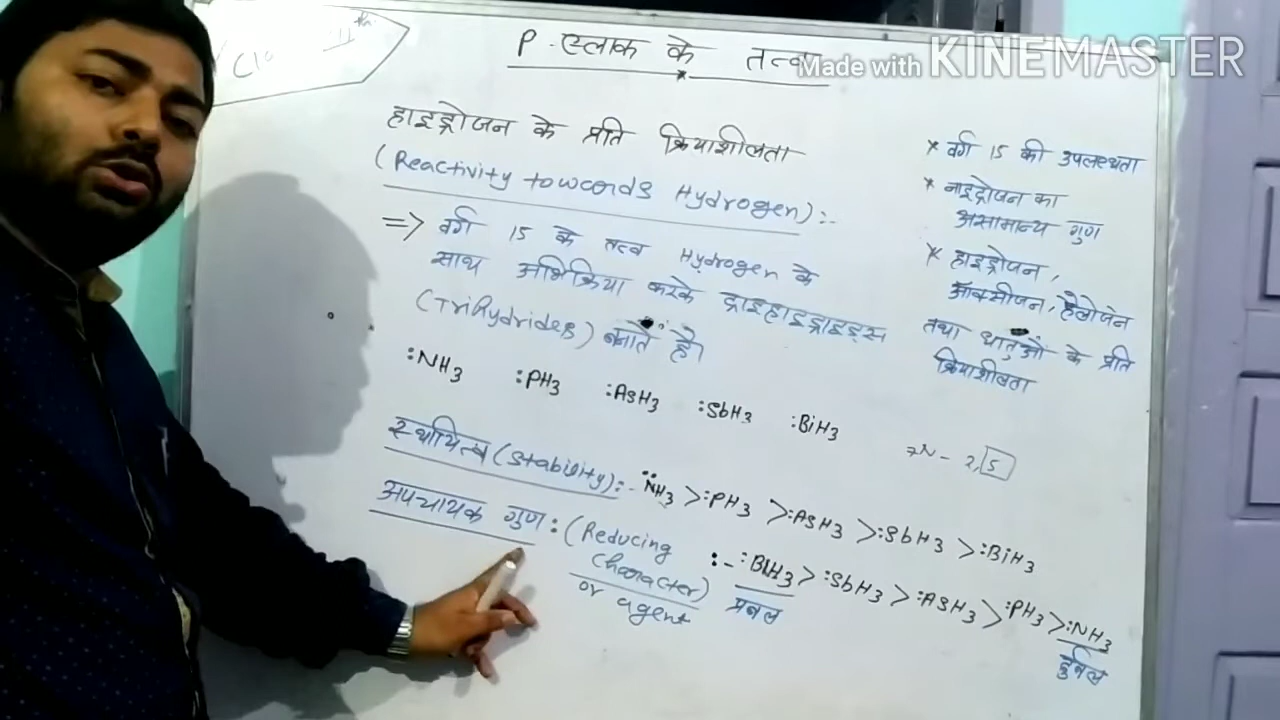 P-ब्लाक के तत्व
Made with KINEMASTER
हाइड्रोजन के प्रति क्रियाशीलता
(Reactivity towards Hydrogen):-
=> वर्ग 15 के तत्व Hydrogen के
साथ अभिक्रिया करके ट्राइहाइड्राइड्स
(TriHydrides) बनाते है।
:NH3 :PH3 :AsH3 :SbH3 :BiH3
स्थायित्व (Stability):- :NH3 > :PH3 > :AsH3 > :SbH3 > :BiH3
अपचायक गुण : (Reducing
Character)
or agent
:- :BiH3 > :SbH3 > :AsH3 > :PH3 > :NH3
प्रबल
दुर्बल
* वर्ग 15 की उपलब्धता
* नाइट्रोजन का
असामान्य गुण
* हाइड्रोजन,
ऑक्सीजन, हैलोजेन
तथा धातुओं के प्रति
क्रियाशीलता
7N - 2,5